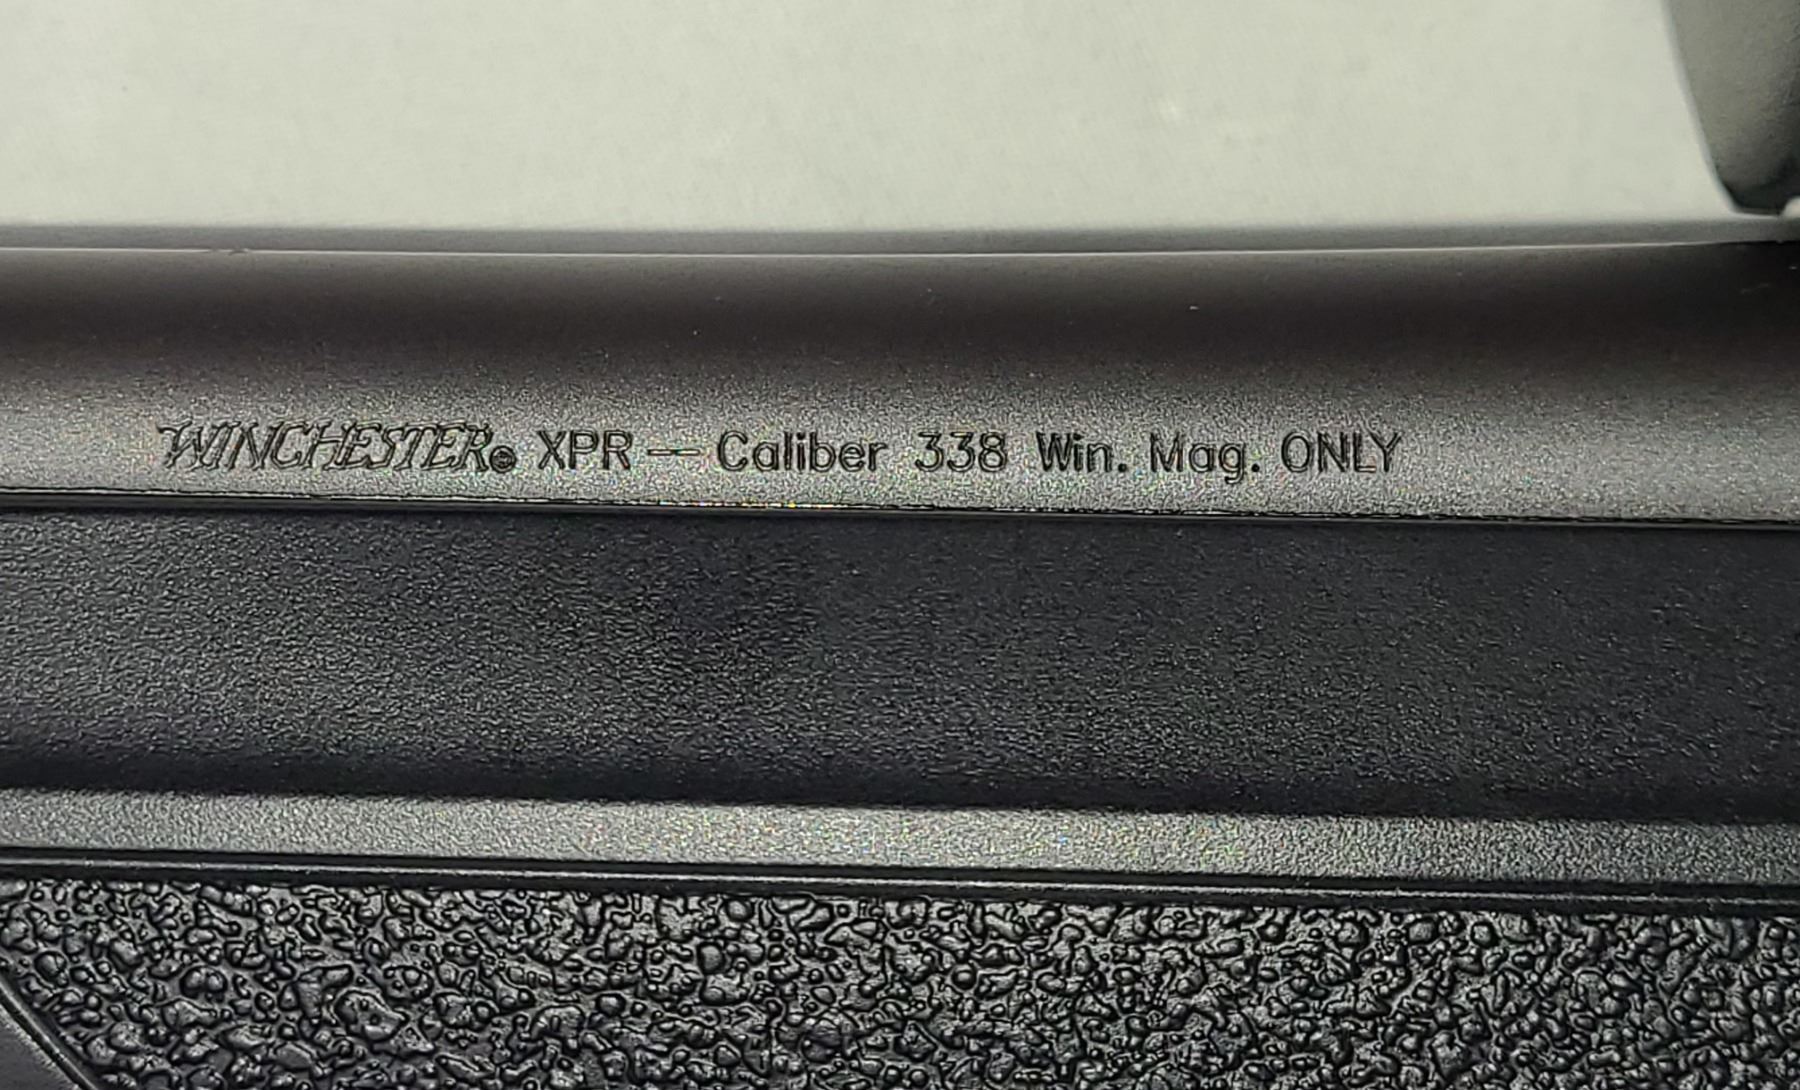 WINCHESTER® XPR — Caliber 338 Win. Mag. ONLY